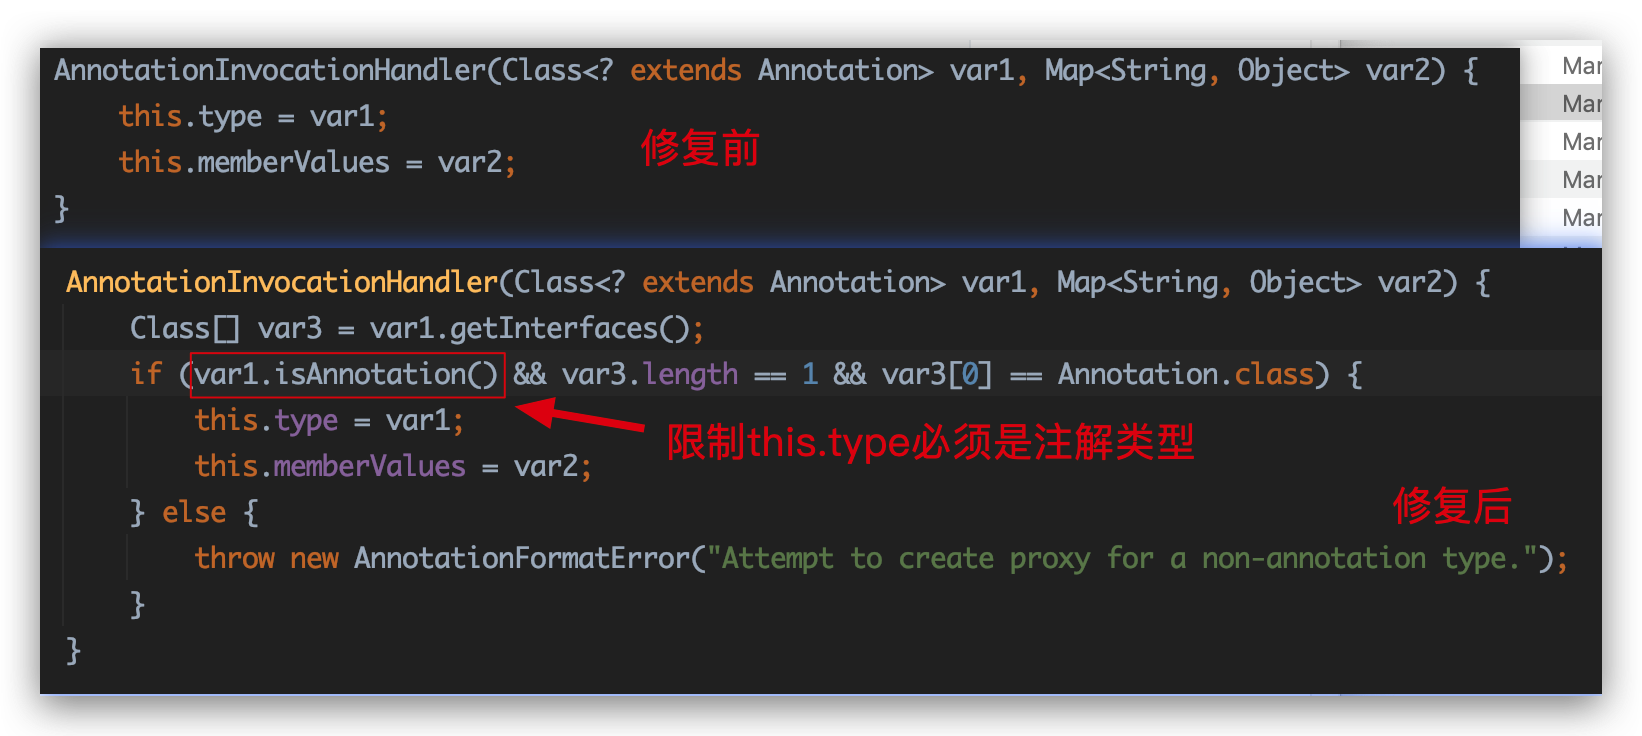 AnnotationInvocationHandler(Class<? extends Annotation> var1, Map<String, Object> var2) {
this.type = var1;
this.memberValues = var2;
修复前
}
Mar
Mar
Mar
Mar
Mar
AnnotationInvocationHandler(Class<? extends Annotation> var1, Map<String, Object> var2) {
Class[] var3 = var1.getInterfaces();
if (var1.isAnnotation() && var3.length == 1 && var3[0] == Annotation.class) {
this.type = var1;
限制this.type必须是注解类型
this.memberValues = var2;
} else {
修复后
throw new AnnotationFormatError("Attempt to create proxy for a non-annotation type.");
}
}